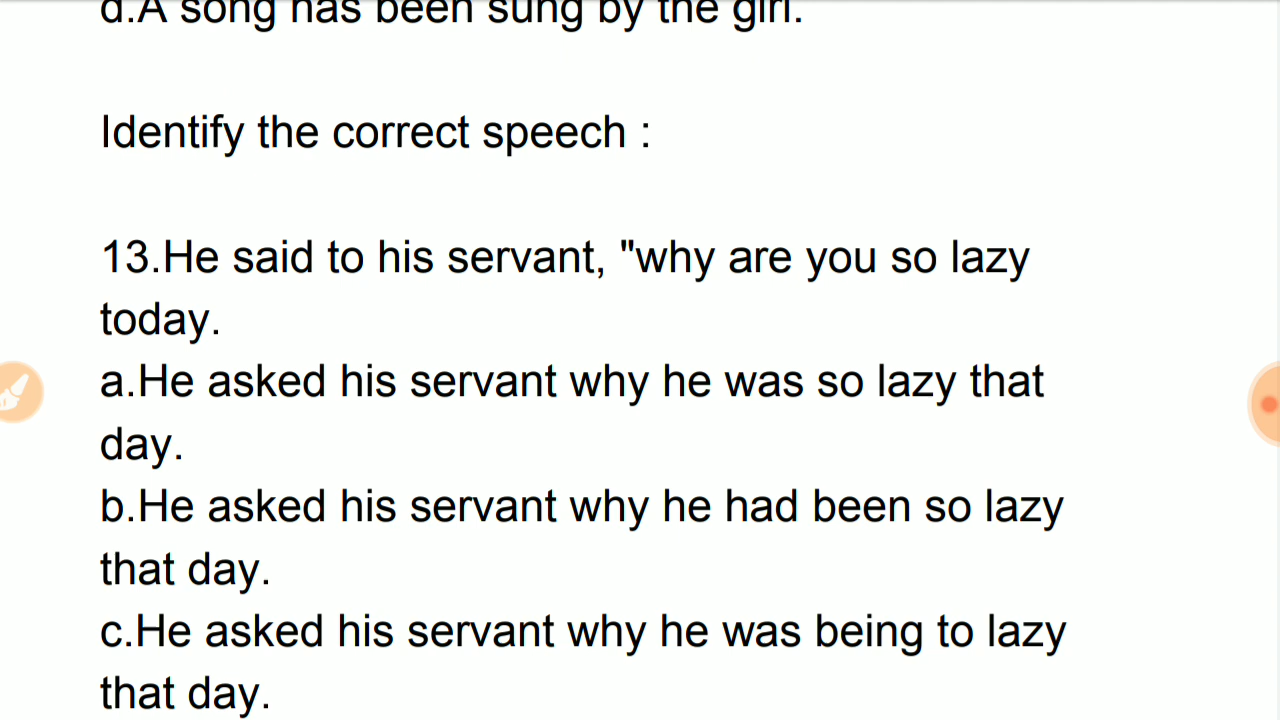 d.A song has been sung by the girl.
Identify the correct speech :
13.He said to his servant, "why are you so lazy
today.
a.He asked his servant why he was so lazy that
day.
b.He asked his servant why he had been so lazy
that day.
c.He asked his servant why he was being to lazy
that day.